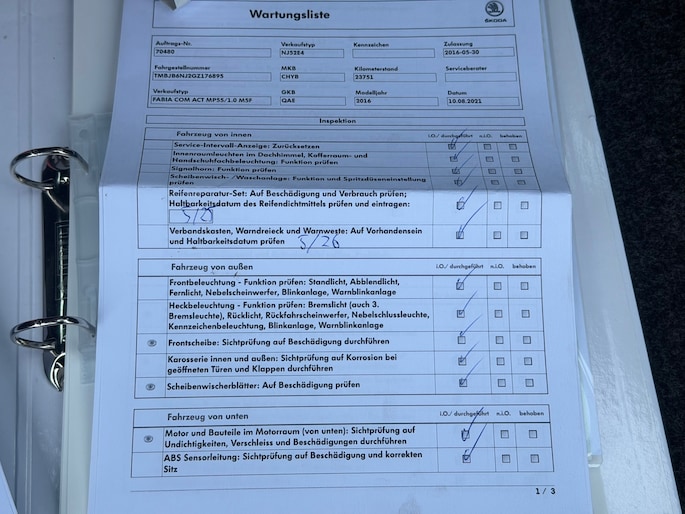 Wartungsliste
ŠKODA
Auftrags-Nr. Verkaufstyp Kennzeichen Zulassung
70480 NJ32E4 2016-05-30
Fahrgestellnummer MKB Kilometerstand Serviceberater
TMBJB6NJ2GZ176895 CHYB 23751
Verkaufstyp GKB Modelljahr Datum
FABIA COM ACT MP55/1.0 M5F QAE 2016 10.08.2021
Inspektion
Fahrzeug von innen i.O./ durchgeführt n.i.O. behoben
Service-Intervall-Anzeige: Zurücksetzen
Innenraumleuchten im Dachhimmel, Kofferraum- und
Handschuhfachbeleuchtung: Funktion prüfen
Signalhorn: Funktion prüfen
Scheibenwisch- /Waschanlage: Funktion und Spritzdüseneinstellung
prüfen
Reifenreparatur-Set: Auf Beschädigung und Verbrauch prüfen;
Haltbarkeitsdatum des Reifendichtmittels prüfen und eintragen:
Verbandskasten, Warndreieck und Warnweste: Auf Vorhandensein
und Haltbarkeitsdatum prüfen 5/26
Fahrzeug von außen i.O./ durchgeführt n.i.O. behoben
Frontbeleuchtung - Funktion prüfen: Standlicht, Abblendlicht,
Fernlicht, Nebelscheinwerfer, Blinkanlage, Warnblinkanlage
Heckbeleuchtung - Funktion prüfen: Bremslicht (auch 3.
Bremsleuchte), Rücklicht, Rückfahrscheinwerfer, Nebelschlussleuchte,
Kennzeichenbeleuchtung, Blinkanlage, Warnblinkanlage
Frontscheibe: Sichtprüfung auf Beschädigung durchführen
Karosserie innen und außen: Sichtprüfung auf Korrosion bei
geöffneten Türen und Klappen durchführen
Scheibenwischerblätter: Auf Beschädigung prüfen
Fahrzeug von unten i.O./ durchgeführt n.i.O. behoben
Motor und Bauteile im Motorraum (von unten): Sichtprüfung auf
Undichtigkeiten, Verschleiss und Beschädigungen durchführen
ABS Sensorleitung: Sichtprüfung auf Beschädigung und korrekten
Sitz
1 / 3